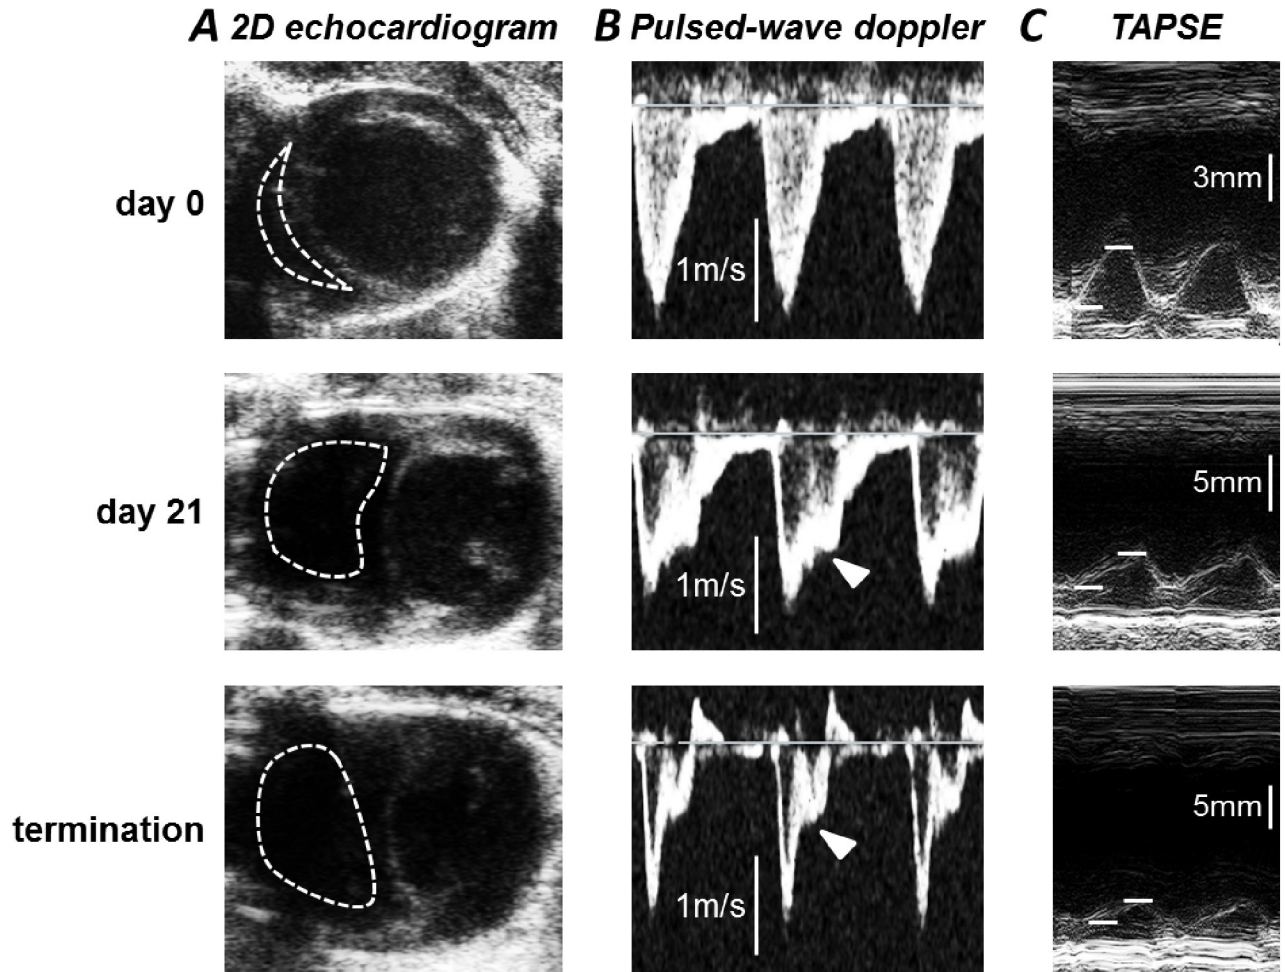 A 2D echocardiogram
B Pulsed-wave doppler
C TAPSE
day 0
1m/s
3mm
day 21
1m/s
5mm
termination
1m/s
5mm